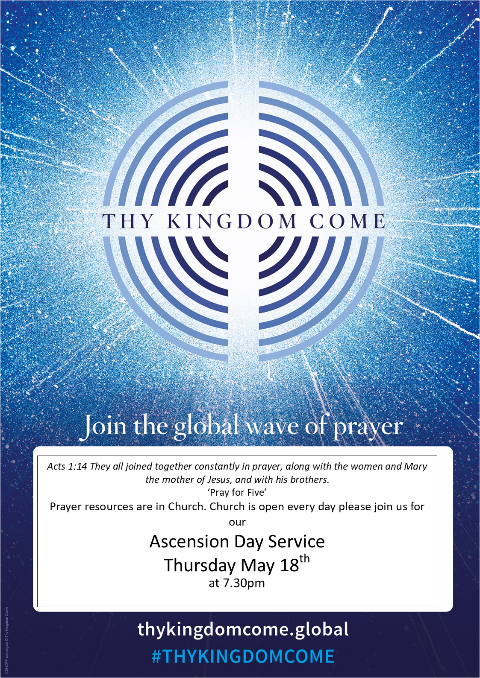 THY KINGDOM COME
Join the global wave of prayer
Acts 1:14 They all joined together constantly in prayer, along with the women and Mary
the mother of Jesus, and with his brothers.
‘Pray for Five’
Prayer resources are in Church. Church is open every day please join us for
our
Ascension Day Service
Thursday May 18th
at 7.30pm
thykingdomcome.global
#THYKINGDOMCOME